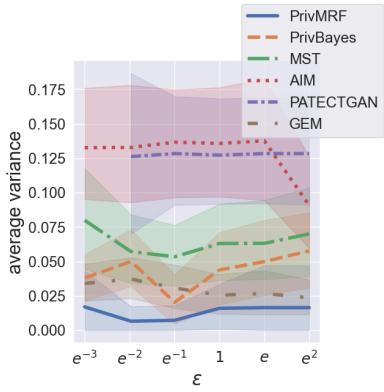 PrivMRF
PrivBayes
MST
AIM
PATECTGAN
GEM
0.175
0.150
0.125
0.100
0.075
0.050
0.025
0.000
average variance
e⁻³ e⁻² e⁻¹ 1 e e²
ε